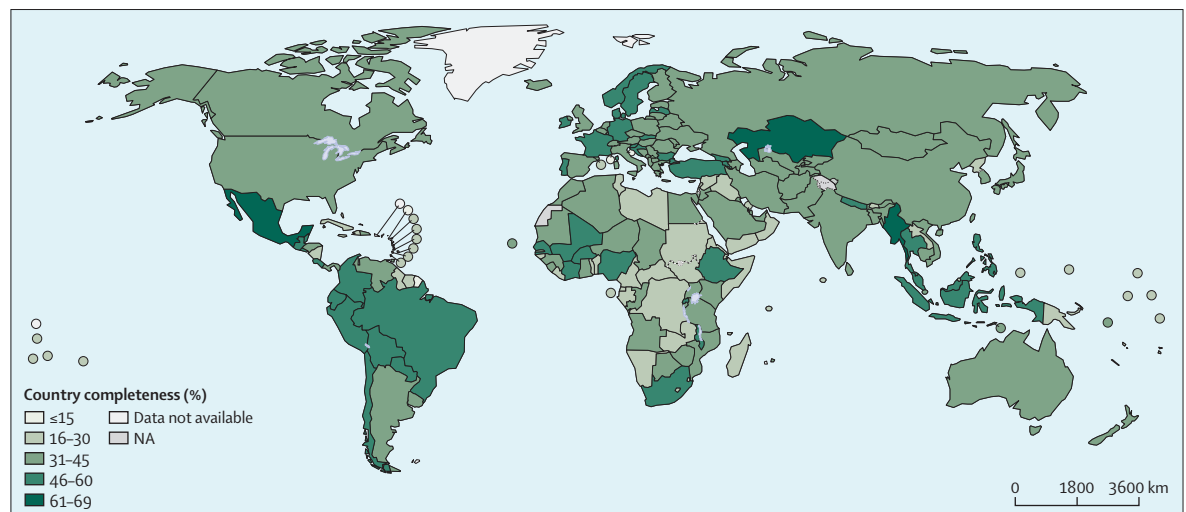 Country completeness (%)
≤15
16–30
31–45
46–60
61–69
Data not available
NA
0 1800 3600 km